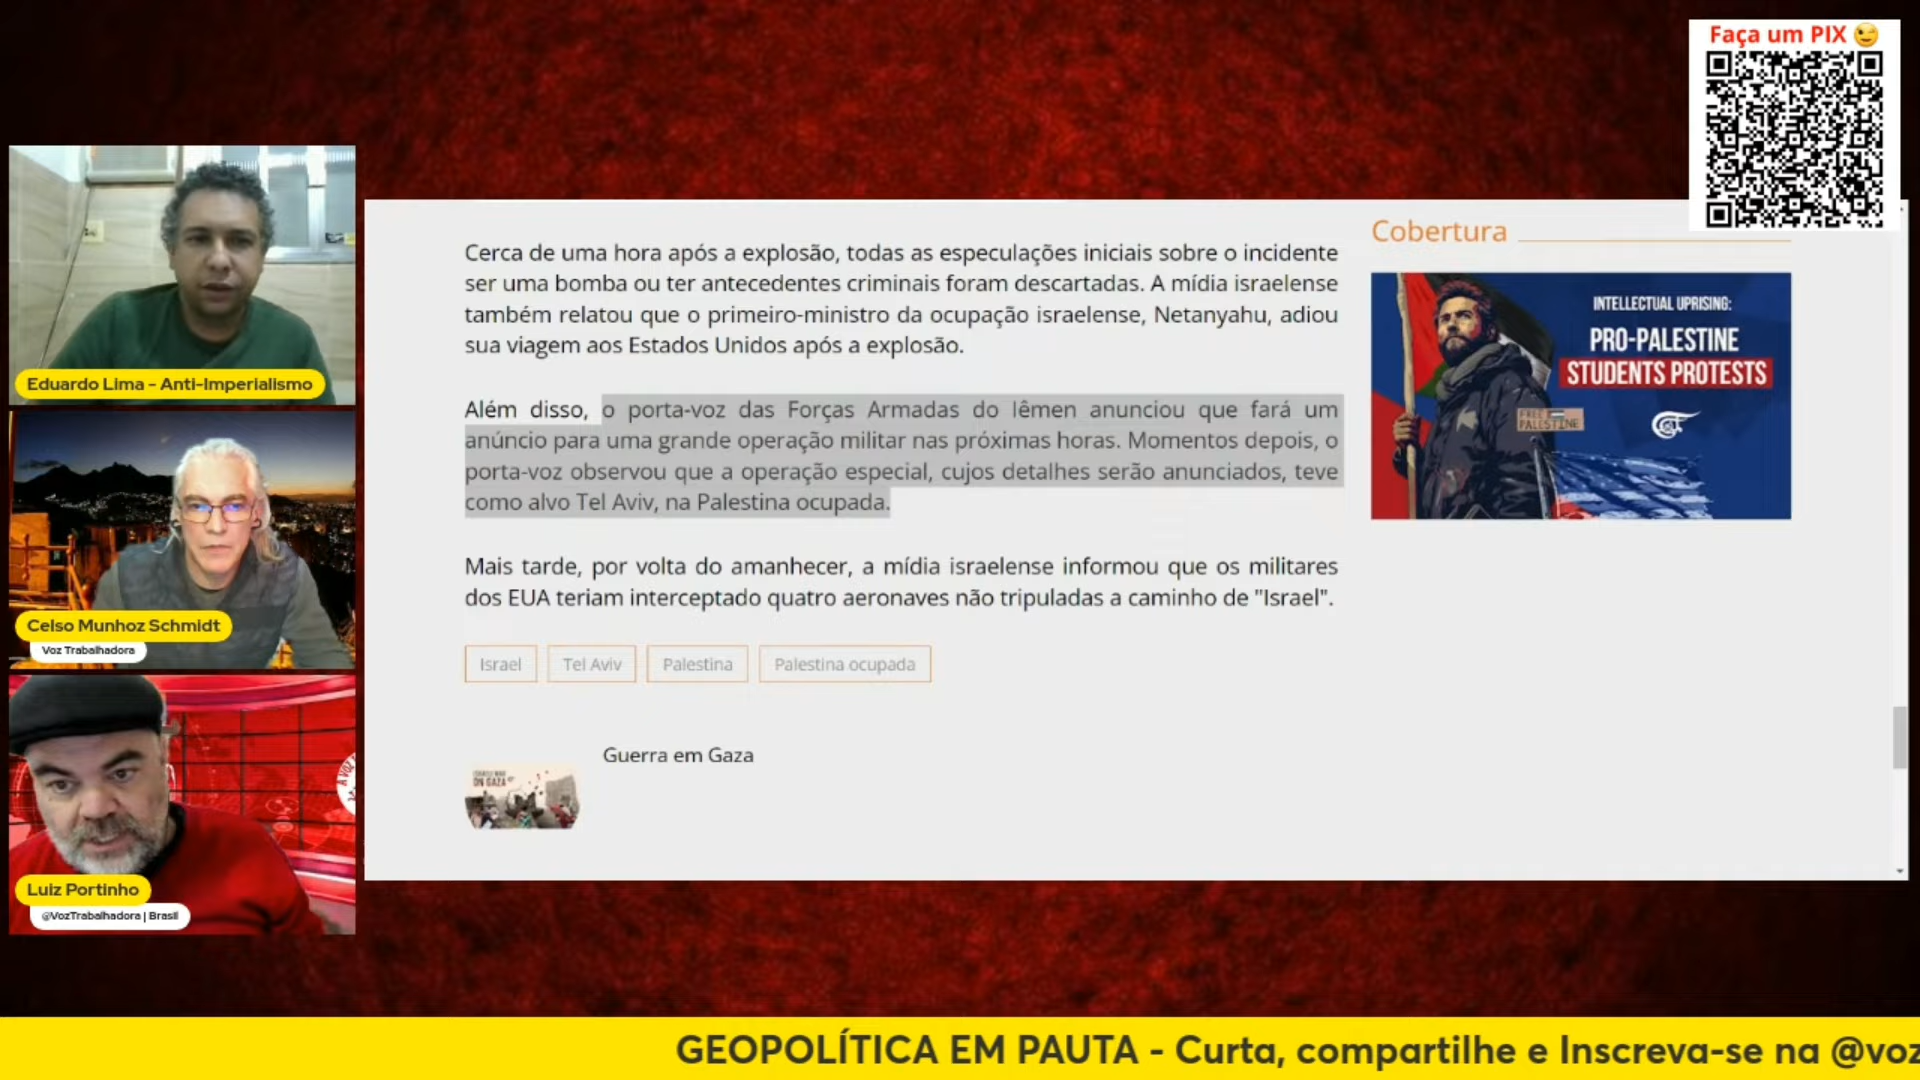 Faça um PIX 😉
Eduardo Lima - Anti-Imperialismo
Celso Munhoz Schmidt
Voz Trabalhadora
Luiz Portinho
@VozTrabalhadora | Brasil
Cerca de uma hora após a explosão, todas as especulações iniciais sobre o incidente
ser uma bomba ou ter antecedentes criminais foram descartadas. A mídia israelense
também relatou que o primeiro-ministro da ocupação israelense, Netanyahu, adiou
sua viagem aos Estados Unidos após a explosão.
Além disso, o porta-voz das Forças Armadas do Iêmen anunciou que fará um
anúncio para uma grande operação militar nas próximas horas. Momentos depois, o
porta-voz observou que a operação especial, cujos detalhes serão anunciados, teve
como alvo Tel Aviv, na Palestina ocupada.
Mais tarde, por volta do amanhecer, a mídia israelense informou que os militares
dos EUA teriam interceptado quatro aeronaves não tripuladas a caminho de "Israel".
Israel
Tel Aviv
Palestina
Palestina ocupada
Guerra em Gaza
ON GAZA
Cobertura
INTELLECTUAL UPRISING:
PRO-PALESTINE
STUDENTS PROTESTS
FREE
PALESTINE
GEOPOLÍTICA EM PAUTA - Curta, compartilhe e Inscreva-se na @voz